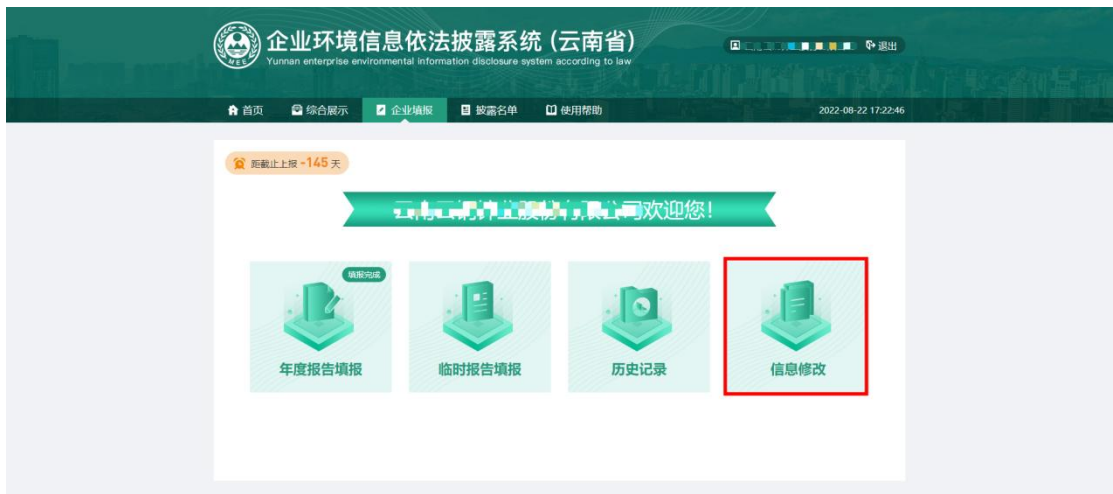 企业环境信息依法披露系统 (云南省)
Yunnan enterprise environmental information disclosure system according to law
退出
首页 综合展示 企业填报 披露名单 使用帮助 2022-08-22 17:22:46
距截止上报 -145 天
欢迎您!
填报完成
年度报告填报 临时报告填报 历史记录 信息修改